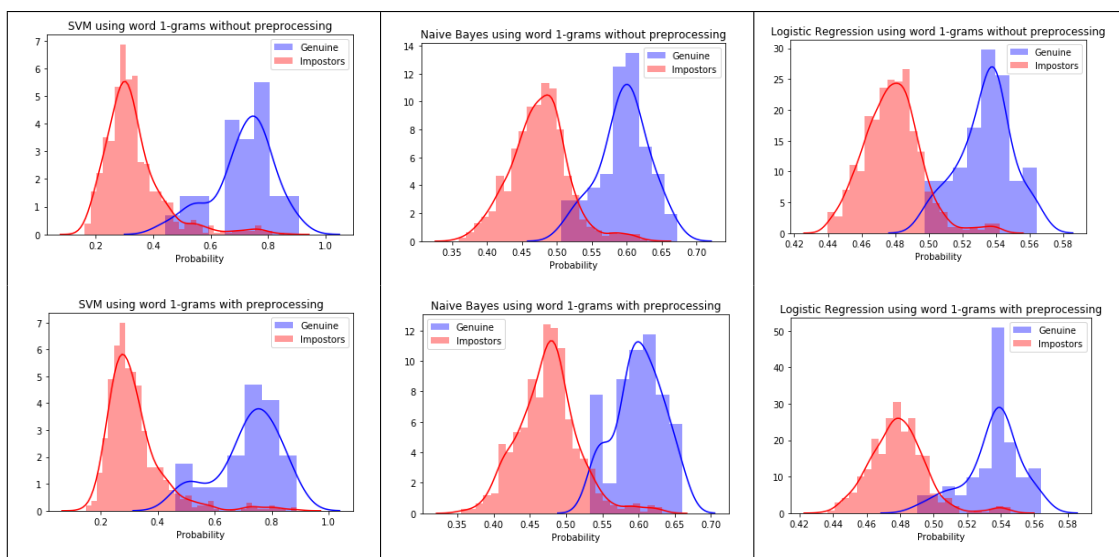 SVM using word 1-grams without preprocessing
7
6
5
4
3
2
1
0
Genuine
Impostors
0.2 0.4 0.6 0.8 1.0
Probability
Naive Bayes using word 1-grams without preprocessing
14
12
10
8
6
4
2
0
Genuine
Impostors
0.35 0.40 0.45 0.50 0.55 0.60 0.65 0.70
Probability
Logistic Regression using word 1-grams without preprocessing
30
25
20
15
10
5
0
Genuine
Impostors
0.42 0.44 0.46 0.48 0.50 0.52 0.54 0.56 0.58
Probability
SVM using word 1-grams with preprocessing
7
6
5
4
3
2
1
0
Genuine
Impostors
0.2 0.4 0.6 0.8 1.0
Probability
Naive Bayes using word 1-grams with preprocessing
12
10
8
6
4
2
0
Genuine
Impostors
0.35 0.40 0.45 0.50 0.55 0.60 0.65 0.70
Probability
Logistic Regression using word 1-grams with preprocessing
50
40
30
20
10
0
Genuine
Impostors
0.42 0.44 0.46 0.48 0.50 0.52 0.54 0.56 0.58
Probability